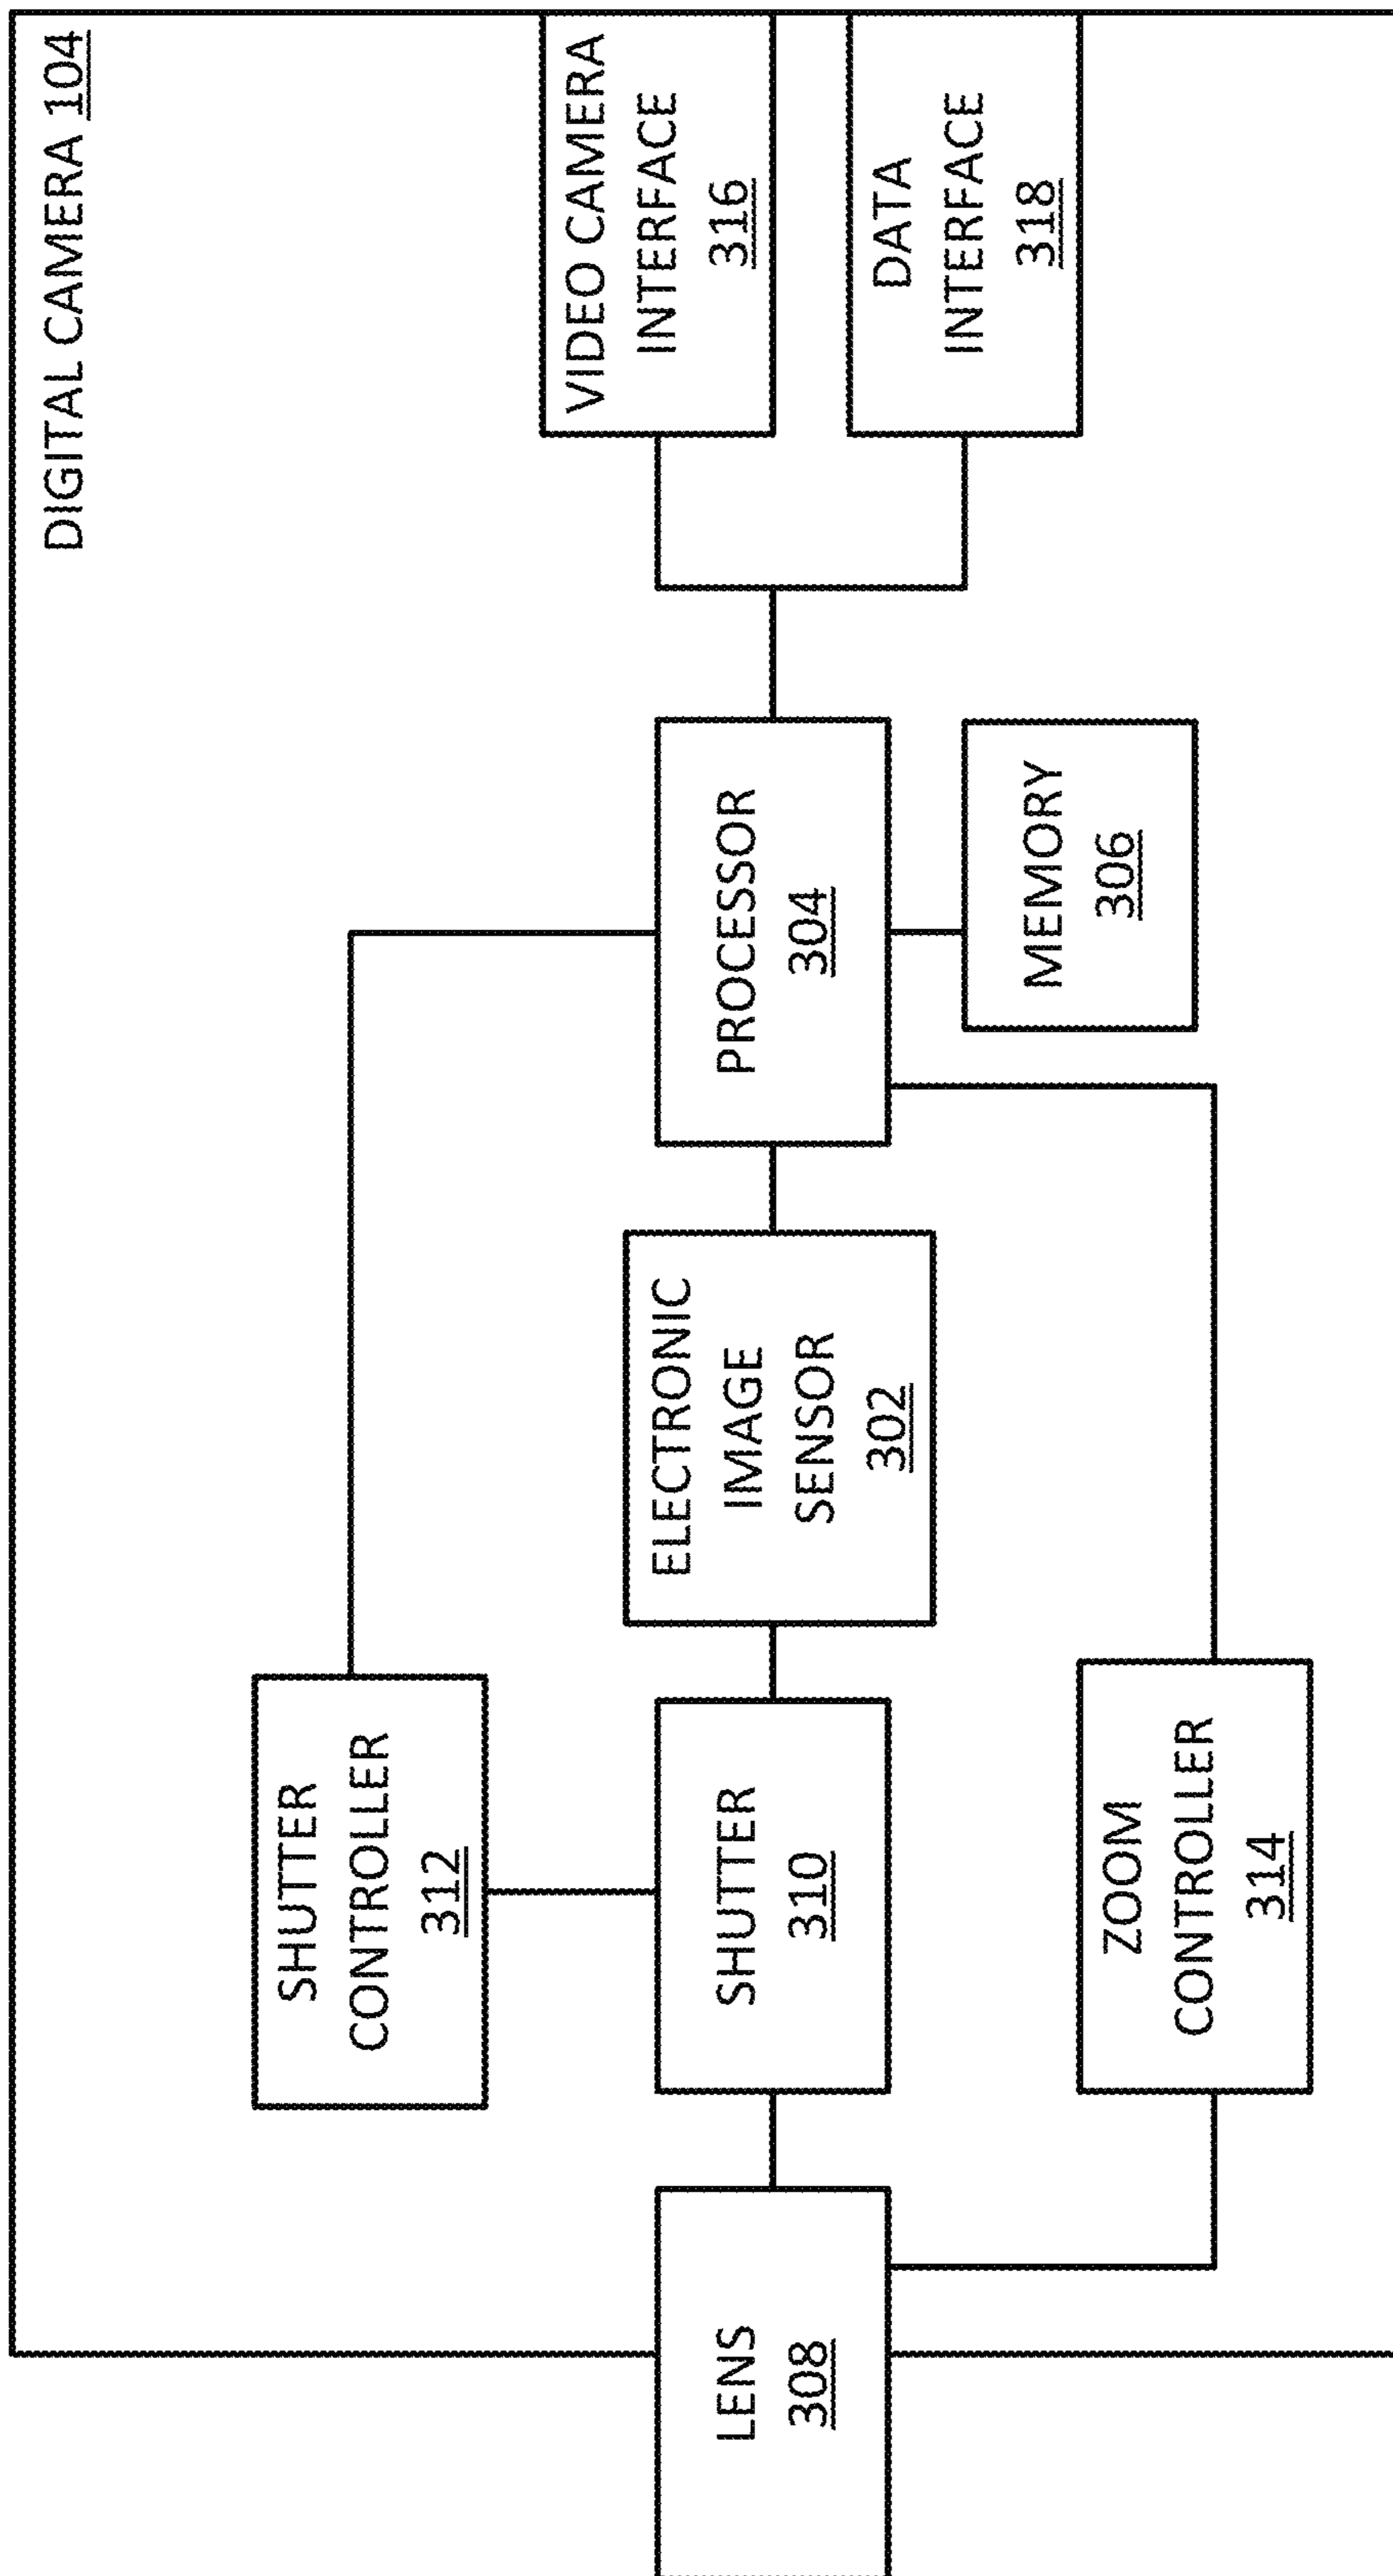 DIGITAL CAMERA 104
SHUTTER
CONTROLLER
312
VIDEO CAMERA
INTERFACE
316
LENS
308
SHUTTER
310
ELECTRONIC
IMAGE
SENSOR
302
PROCESSOR
304
DATA
INTERFACE
318
MEMORY
306
ZOOM
CONTROLLER
314